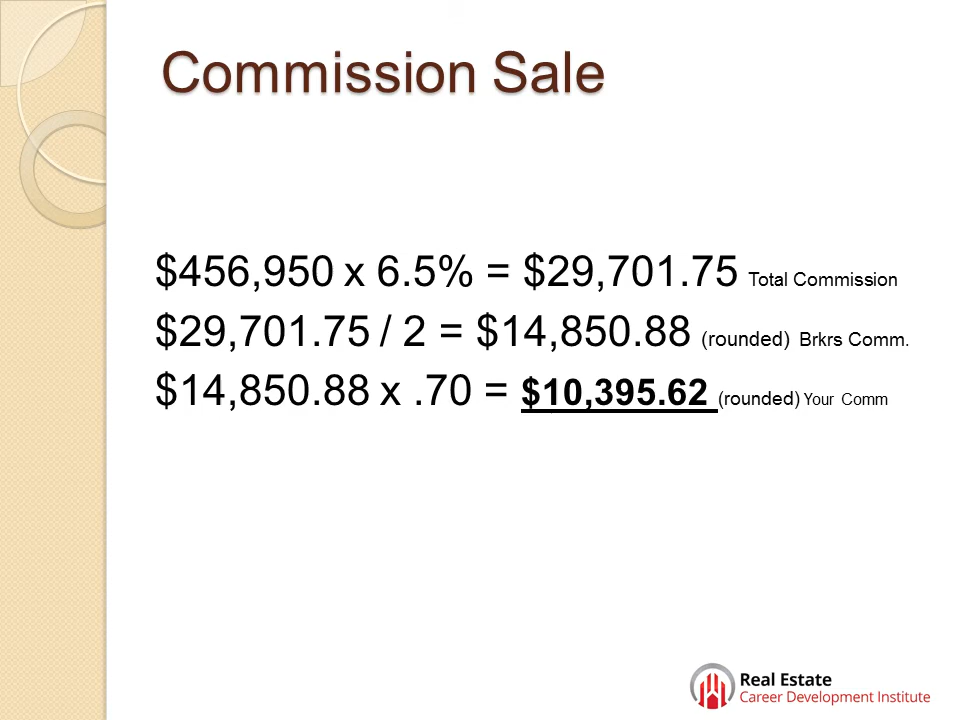 Commission Sale
$456,950 x 6.5% = $29,701.75 Total Commission
$29,701.75 / 2 = $14,850.88 (rounded) Brkrs Comm.
$14,850.88 x .70 = $10,395.62 (rounded) Your Comm
Real Estate
Career Development Institute